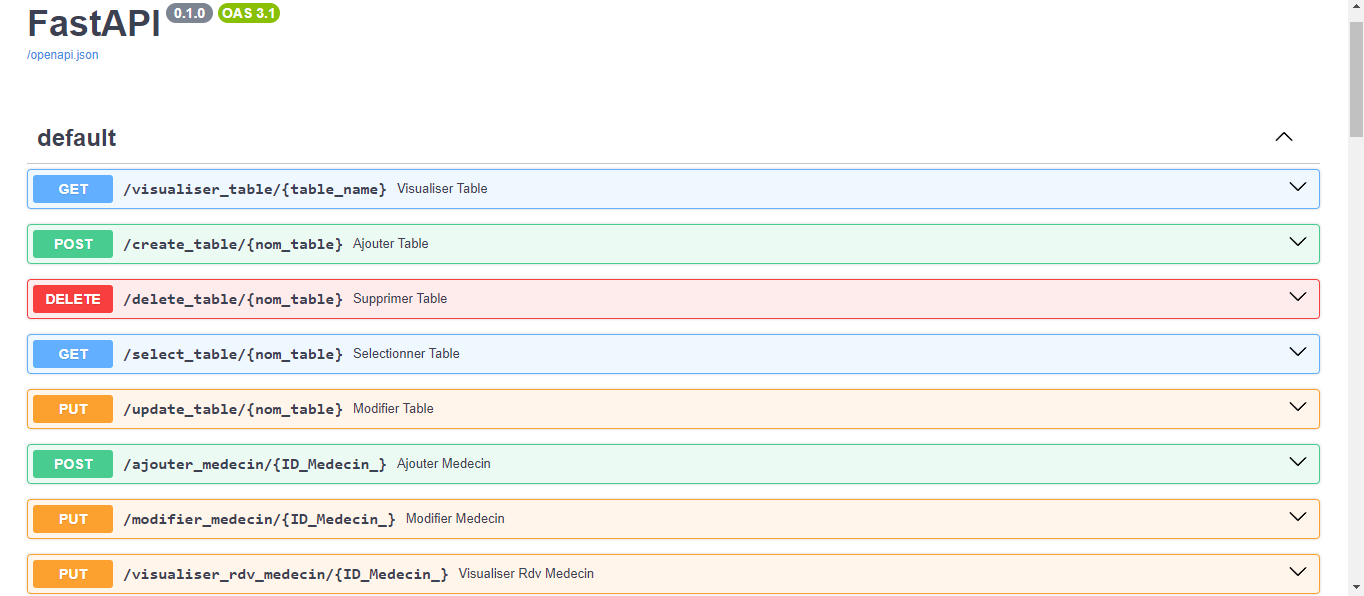 FastAPI 0.1.0 OAS 3.1
/openapi.json
default
GET /visualiser_table/{table_name} Visualiser Table
POST /create_table/{nom_table} Ajouter Table
DELETE /delete_table/{nom_table} Supprimer Table
GET /select_table/{nom_table} Selectionner Table
PUT /update_table/{nom_table} Modifier Table
POST /ajouter_medecin/{ID_Medecin_} Ajouter Medecin
PUT /modifier_medecin/{ID_Medecin_} Modifier Medecin
PUT /visualiser_rdv_medecin/{ID_Medecin_} Visualiser Rdv Medecin